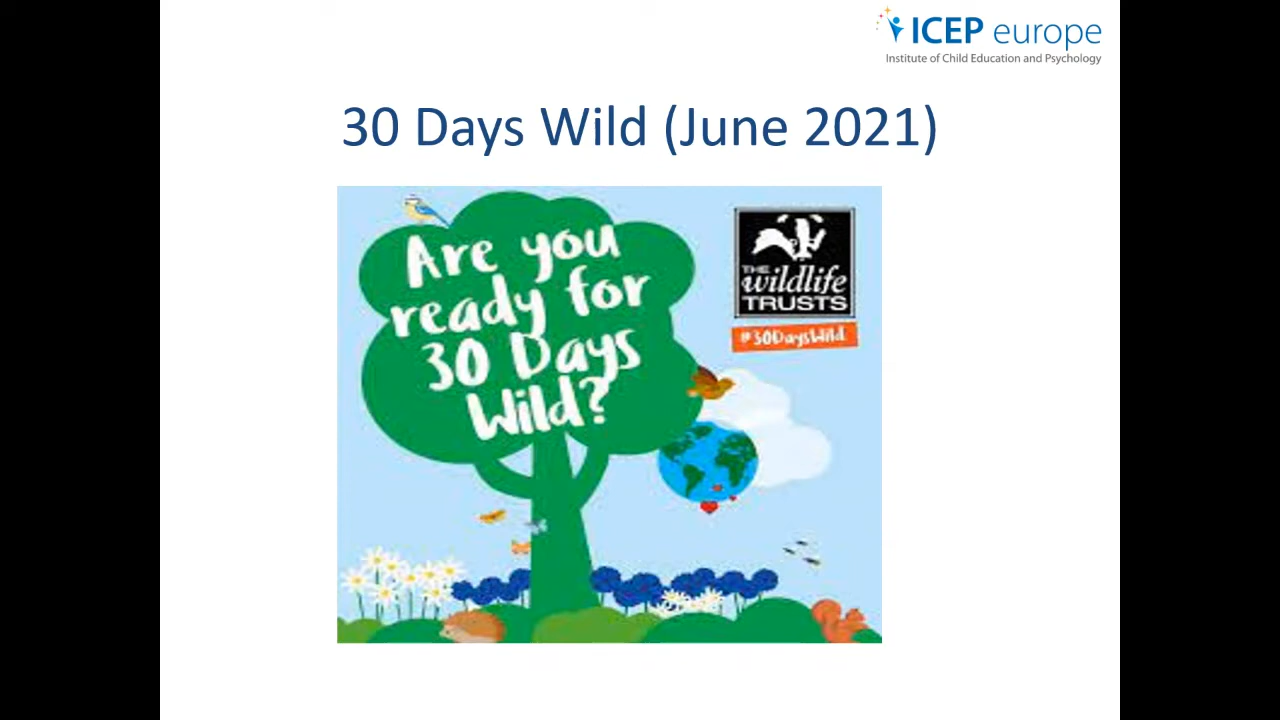 ICEP europe
Institute of Child Education and Psychology
30 Days Wild (June 2021)
Are you
ready for
30 Days
Wild?
THE
wildlife
TRUSTS
#30DaysWild